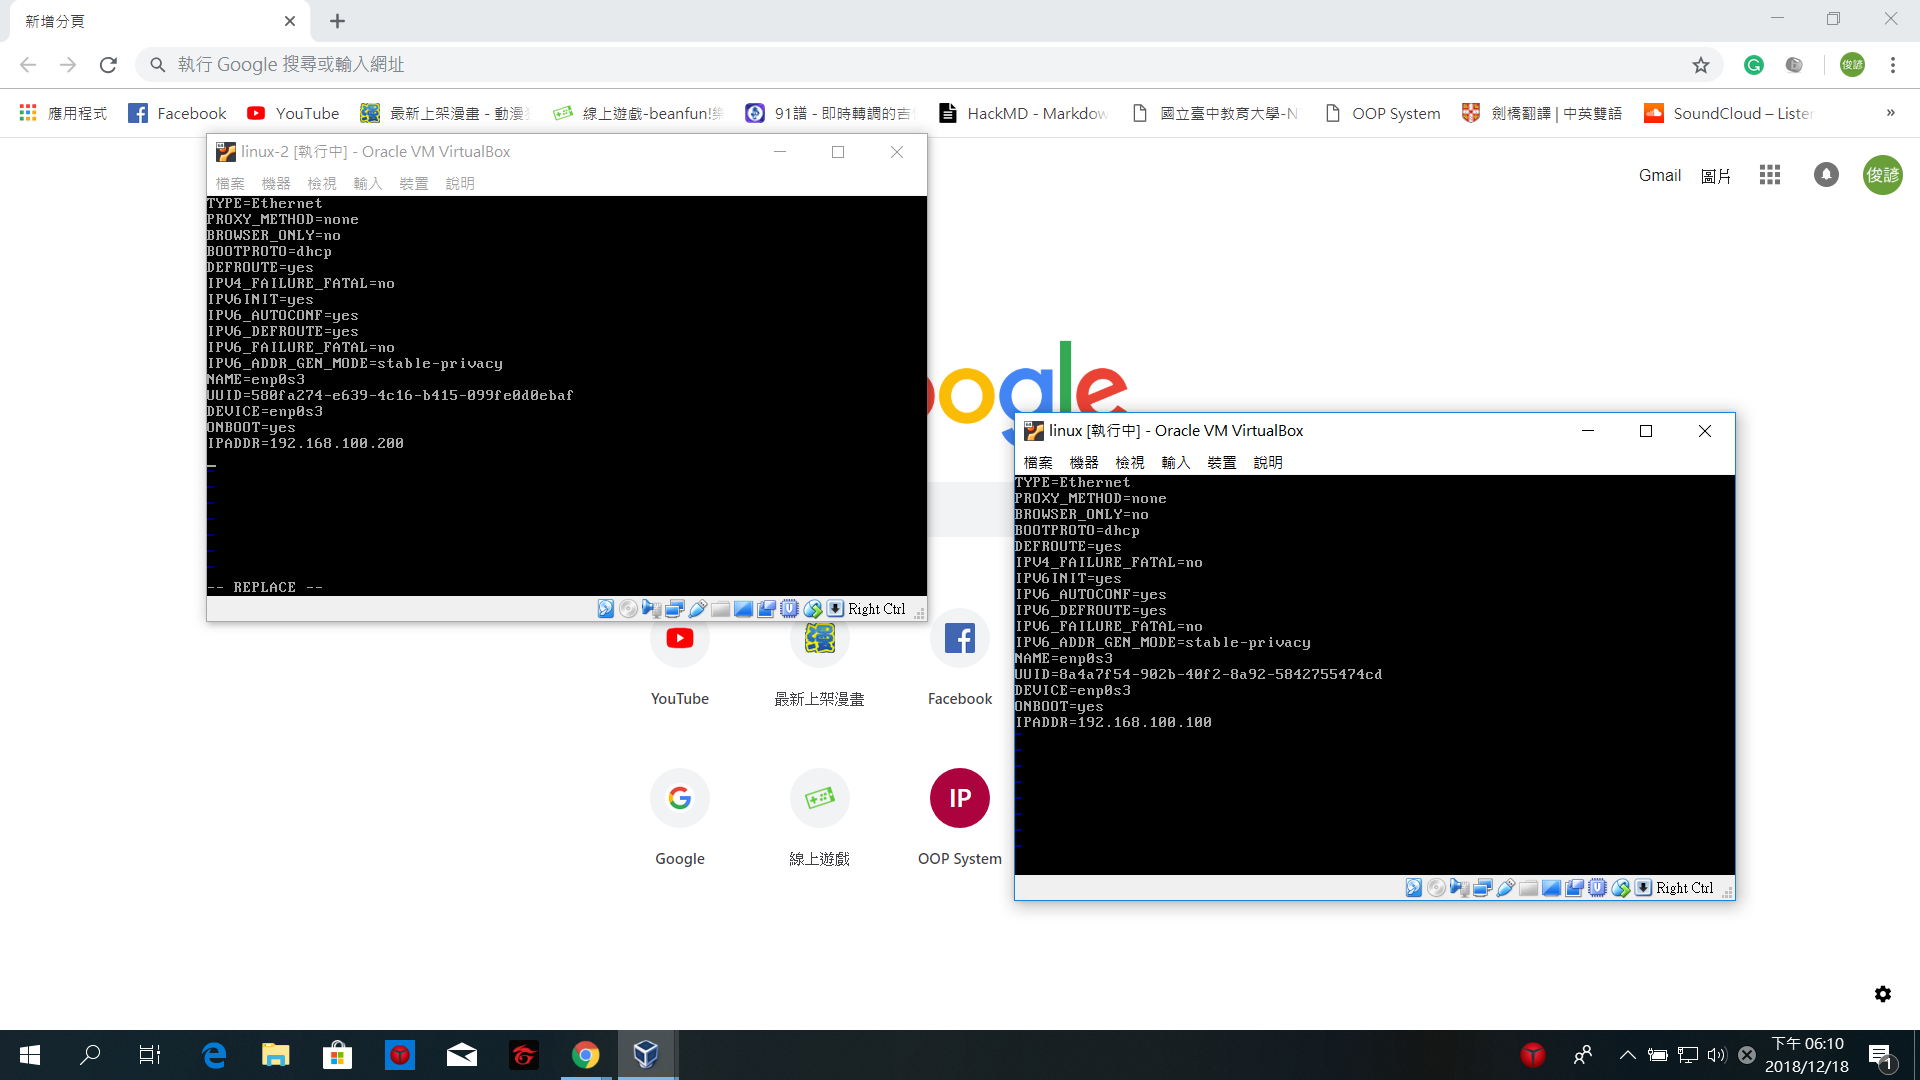 新增分頁
執行 Google 搜尋或輸入網址
俊諺
應用程式
Facebook
YouTube
最新上架漫畫 - 動漫
線上遊戲-beanfun!樂
91譜 - 即時轉調的吉
HackMD - Markdow
國立臺中教育大學-N
OOP System
劍橋翻譯 | 中英雙語
SoundCloud – Lister
»
Gmail
圖片
俊諺
linux-2 [執行中] - Oracle VM VirtualBox
檔案 機器 檢視 輸入 裝置 說明
TYPE=Ethernet
PROXY_METHOD=none
BROWSER_ONLY=no
BOOTPROTO=dhcp
DEFROUTE=yes
IPV4_FAILURE_FATAL=no
IPV6INIT=yes
IPV6_AUTOCONF=yes
IPV6_DEFROUTE=yes
IPV6_FAILURE_FATAL=no
IPV6_ADDR_GEN_MODE=stable-privacy
NAME=enp0s3
UUID=580fa274-e639-4c16-b415-099fe0d0ebaf
DEVICE=enp0s3
ONBOOT=yes
IPADDR=192.168.100.200
~
~
~
~
~
~
~
-- REPLACE --
Right Ctrl
ogle
linux [執行中] - Oracle VM VirtualBox
檔案 機器 檢視 輸入 裝置 說明
TYPE=Ethernet
PROXY_METHOD=none
BROWSER_ONLY=no
BOOTPROTO=dhcp
DEFROUTE=yes
IPV4_FAILURE_FATAL=no
IPV6INIT=yes
IPV6_AUTOCONF=yes
IPV6_DEFROUTE=yes
IPV6_FAILURE_FATAL=no
IPV6_ADDR_GEN_MODE=stable-privacy
NAME=enp0s3
UUID=8a4a7f54-902b-40f2-8a92-5842755474cd
DEVICE=enp0s3
ONBOOT=yes
IPADDR=192.168.100.100
~
~
~
~
~
~
~
~
Right Ctrl
漫
YouTube
最新上架漫畫
Facebook
IP
Google
線上遊戲
OOP System
下午 06:10
2018/12/18
1